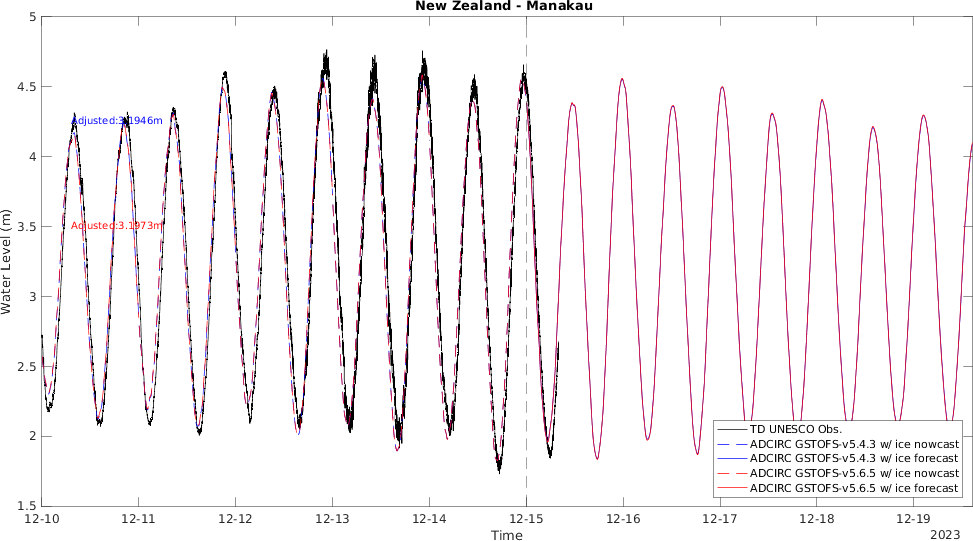 New Zealand - Manakau
5
4.5
4
3.5
3
2.5
2
1.5
Water Level (m)
Adjusted:3.1946m
Adjusted:3.1973m
TD UNESCO Obs.
ADCIRC GSTOFS-v5.4.3 w/ ice nowcast
ADCIRC GSTOFS-v5.4.3 w/ ice forecast
ADCIRC GSTOFS-v5.6.5 w/ ice nowcast
ADCIRC GSTOFS-v5.6.5 w/ ice forecast
12-10 12-11 12-12 12-13 12-14 12-15 12-16 12-17 12-18 12-19
Time
2023